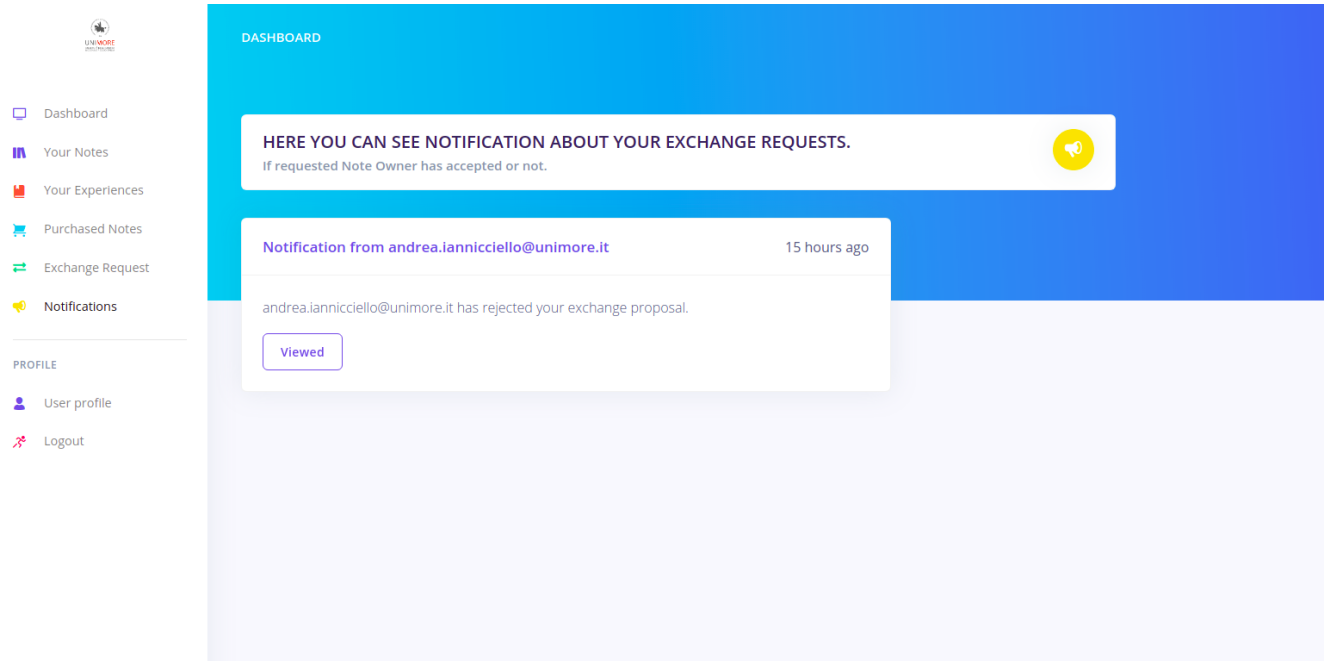 UNIMORE
Dashboard
Your Notes
Your Experiences
Purchased Notes
Exchange Request
Notifications
PROFILE
User profile
Logout
DASHBOARD
HERE YOU CAN SEE NOTIFICATION ABOUT YOUR EXCHANGE REQUESTS.
If requested Note Owner has accepted or not.
Notification from andrea.iannicciello@unimore.it 15 hours ago
andrea.iannicciello@unimore.it has rejected your exchange proposal.
Viewed